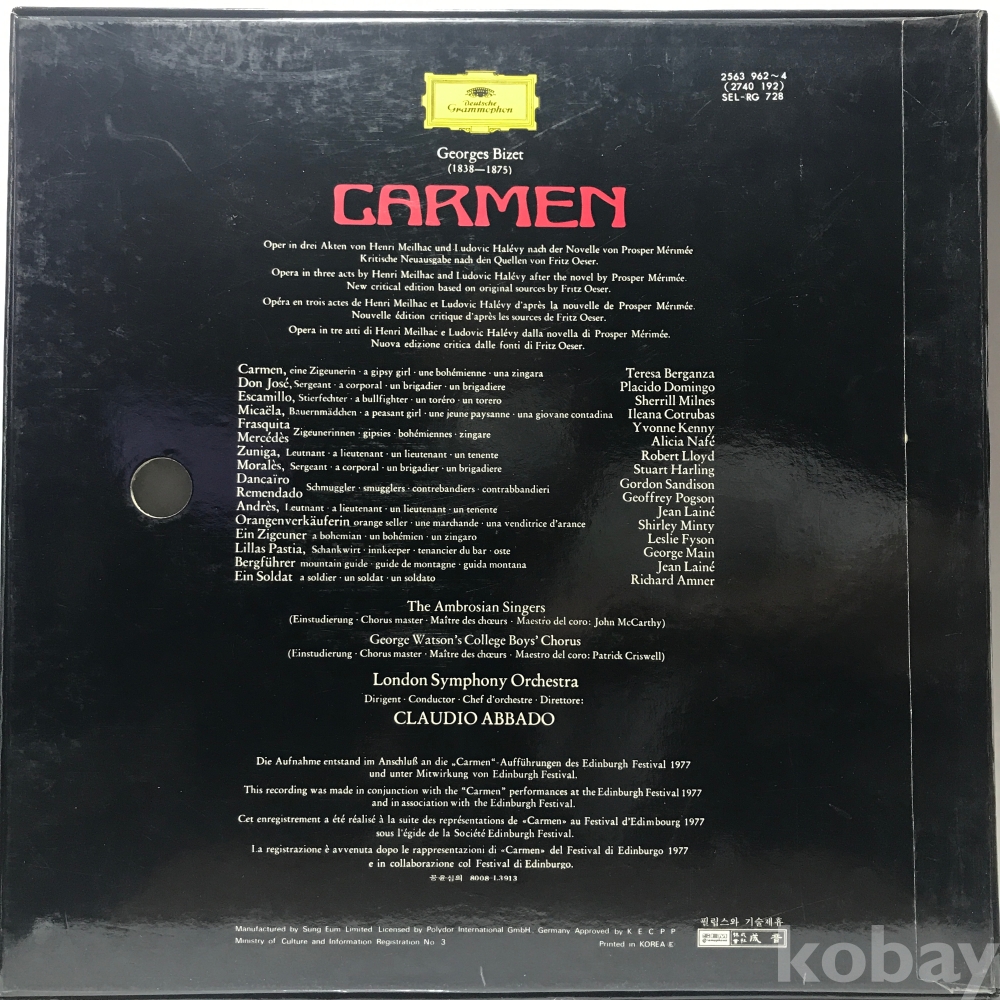 2563 962~4
(2740 192)
SEL-RG 728
Deutsche
Grammophon
Georges Bizet
(1838—1875)
CARMEN
Oper in drei Akten von Henri Meilhac und Ludovic Halévy nach der Novelle von Prosper Mérimée
Kritische Neuausgabe nach den Quellen von Fritz Oeser.
Opera in three acts by Henri Meilhac and Ludovic Halévy after the novel by Prosper Mérimée.
New critical edition based on original sources by Fritz Oeser.
Opéra en trois actes de Henri Meilhac et Ludovic Halévy d'après la nouvelle de Prosper Mérimée.
Nouvelle édition critique d'après les sources de Fritz Oeser.
Opera in tre atti di Henri Meilhac e Ludovic Halévy dalla novella di Prosper Mérimée.
Nuova edizione critica dalle fonti di Fritz Oeser.
Carmen, eine Zigeunerin · a gipsy girl · une bohémienne · una zingara Teresa Berganza
Don José, Sergeant · a corporal · un brigadier · un brigadiere Placido Domingo
Escamillo, Stierfechter · a bullfighter · un toréro · un torero Sherrill Milnes
Micaëla, Bauernmädchen · a peasant girl · une jeune paysanne · una giovane contadina Ileana Cotrubas
Frasquita Yvonne Kenny
Zigeunerinnen · gipsies · bohémiennes · zingare
Mercédès Alicia Nafé
Zuniga, Leutnant · a lieutenant · un lieutenant · un tenente Robert Lloyd
Moralès, Sergeant · a corporal · un brigadier · un brigadiere Stuart Harling
Dancaïro Gordon Sandison
Schmuggler · smugglers · contrebandiers · contrabbandieri
Remendado Geoffrey Pogson
Andrès, Leutnant · a lieutenant · un lieutenant · un tenente Jean Lainé
Orangenverkäuferin orange seller · une marchande · una venditrice d'arance Shirley Minty
Ein Zigeuner a bohemian · un bohémien · un zingaro Leslie Fyson
Lillas Pastia, Schankwirt · innkeeper · tenancier du bar · oste George Main
Bergführer mountain guide · guide de montagne · guida montana Jean Lainé
Ein Soldat a soldier · un soldat · un soldato Richard Amner
The Ambrosian Singers
(Einstudierung · Chorus master · Maître des chœurs · Maestro del coro: John McCarthy)
George Watson's College Boys' Chorus
(Einstudierung · Chorus master · Maître des chœurs · Maestro del coro: Patrick Criswell)
London Symphony Orchestra
Dirigent · Conductor · Chef d'orchestre · Direttore:
CLAUDIO ABBADO
Die Aufnahme entstand im Anschluß an die „Carmen“-Aufführungen des Edinburgh Festival 1977
und unter Mitwirkung von Edinburgh Festival.
This recording was made in conjunction with the "Carmen" performances at the Edinburgh Festival 1977
and in association with the Edinburgh Festival.
Cet enregistrement a été réalisé à la suite des représentations de «Carmen» au Festival d'Edimbourg 1977
sous l'égide de la Société Edinburgh Festival.
La registrazione è avvenuta dopo le rappresentazioni di «Carmen» del Festival di Edinburgo 1977
e in collaborazione col Festival di Edinburgo.
공윤심의 8008-L3913
필립스와 기술제휴
Manufactured by Sung Eum Limited Licensed by Polydor International GmbH, Germany Approved by K E C P P
株式會社 成音
Ministry of Culture and Information Registration No 3 Printed in KOREA·E
kobay